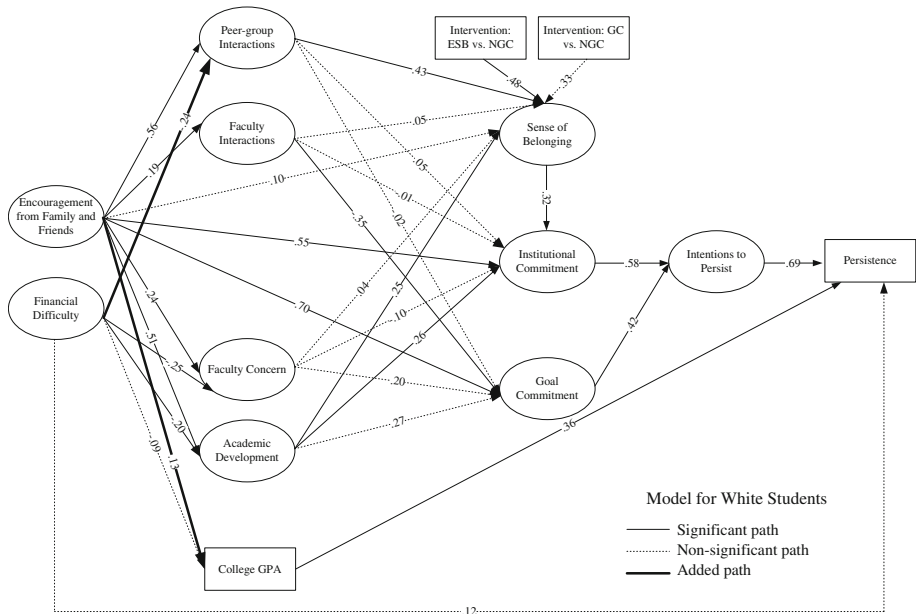 Peer-group
Interactions
Intervention:
ESB vs. NGC
Intervention: GC
vs. NGC
.43
.48
.33
.24
.56
Faculty
Interactions
.05
Sense of
Belonging
.19
.05
.10
.01
.32
Encouragement
from Family and
Friends
.35
.02
.55
Institutional
Commitment
.58
Intentions to
Persist
.69
Persistence
Financial
Difficulty
.24
.70
.04
.25
.10
.42
.51
.26
.25
Faculty Concern
.20
Goal
Commitment
.20
.27
.36
.09
.13
Academic
Development
Model for White Students
Significant path
Non-significant path
Added path
College GPA
.12